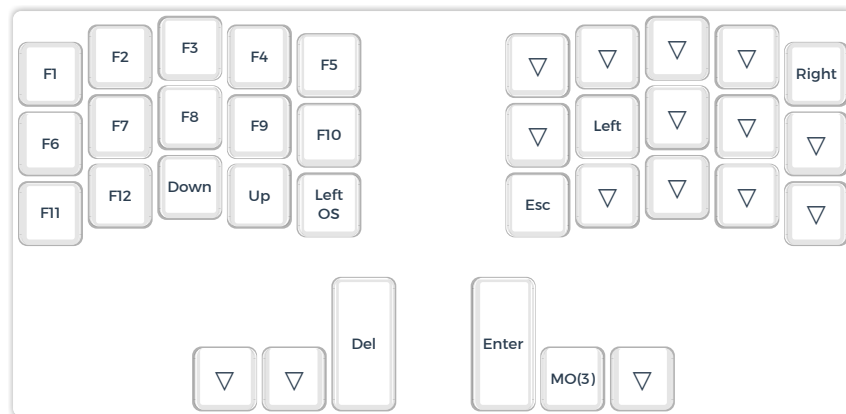 F1 F2 F3 F4 F5 ▽ ▽ ▽ ▽ Right
F6 F7 F8 F9 F10 ▽ Left ▽ ▽ ▽
F11 F12 Down Up Left OS Esc ▽ ▽ ▽ ▽
▽ ▽ Del Enter MO(3) ▽